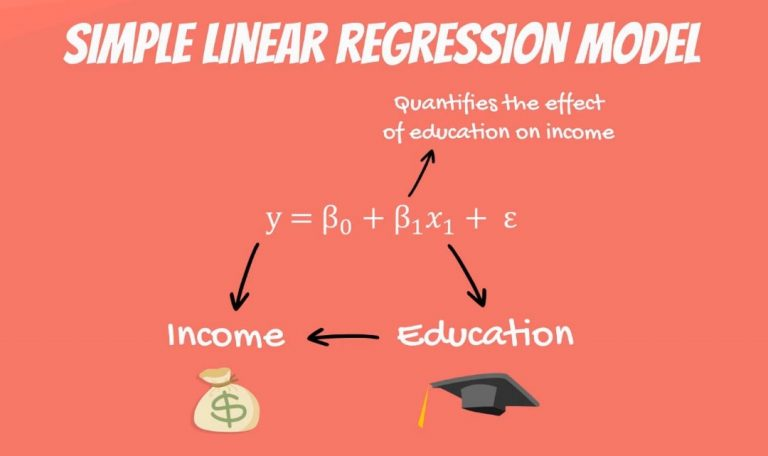 SIMPLE LINEAR REGRESSION MODEL
Quantifies the effect
of education on income
y = β₀ + β₁x₁ + ε
Income
Education
$